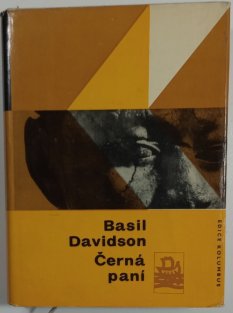 Basil
Davidson
Černá
paní
EDICE KOLUMBUS